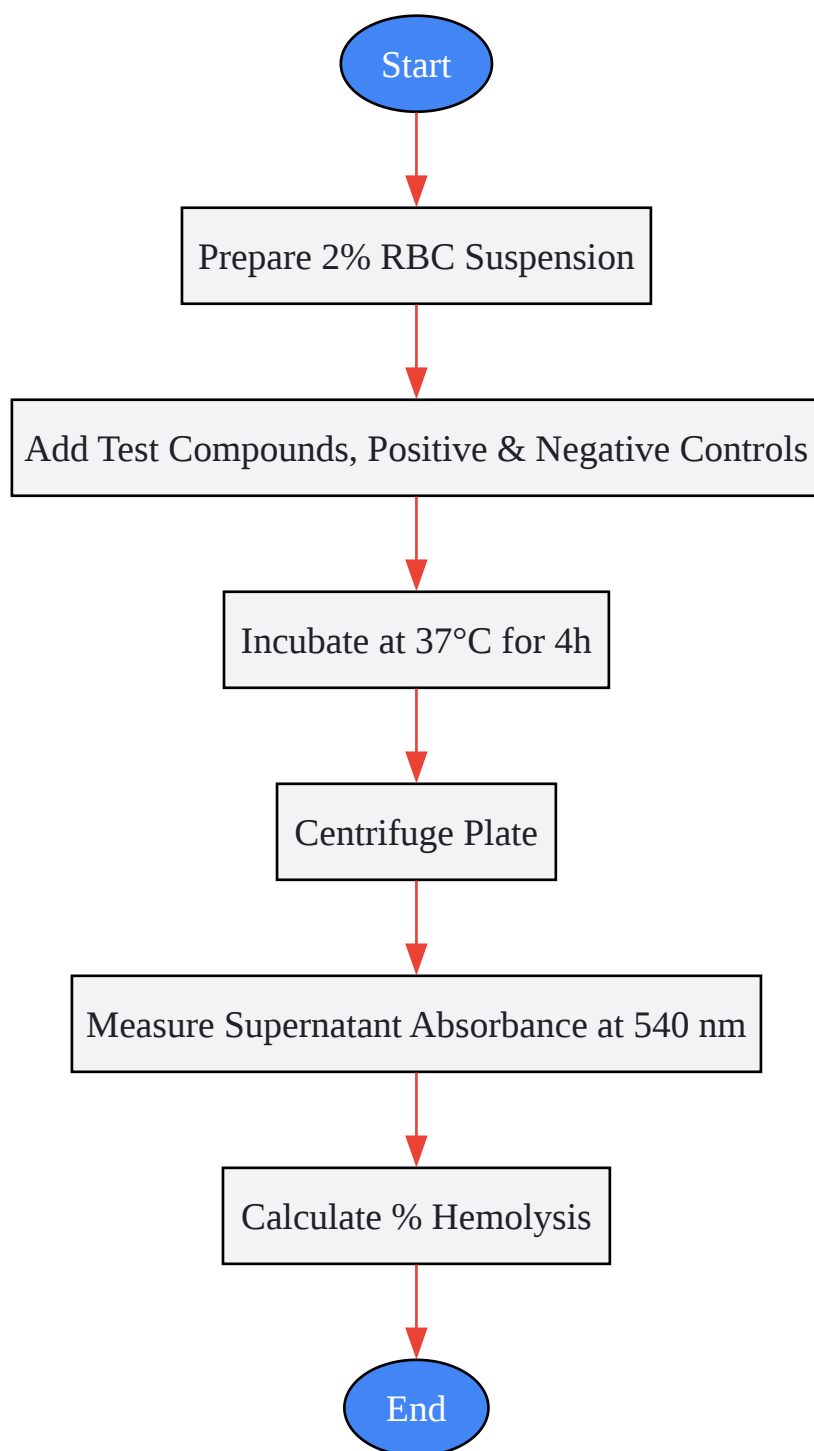 Start
Prepare 2% RBC Suspension
Add Test Compounds, Positive & Negative Controls
Incubate at 37°C for 4h
Centrifuge Plate
Measure Supernatant Absorbance at 540 nm
Calculate % Hemolysis
End